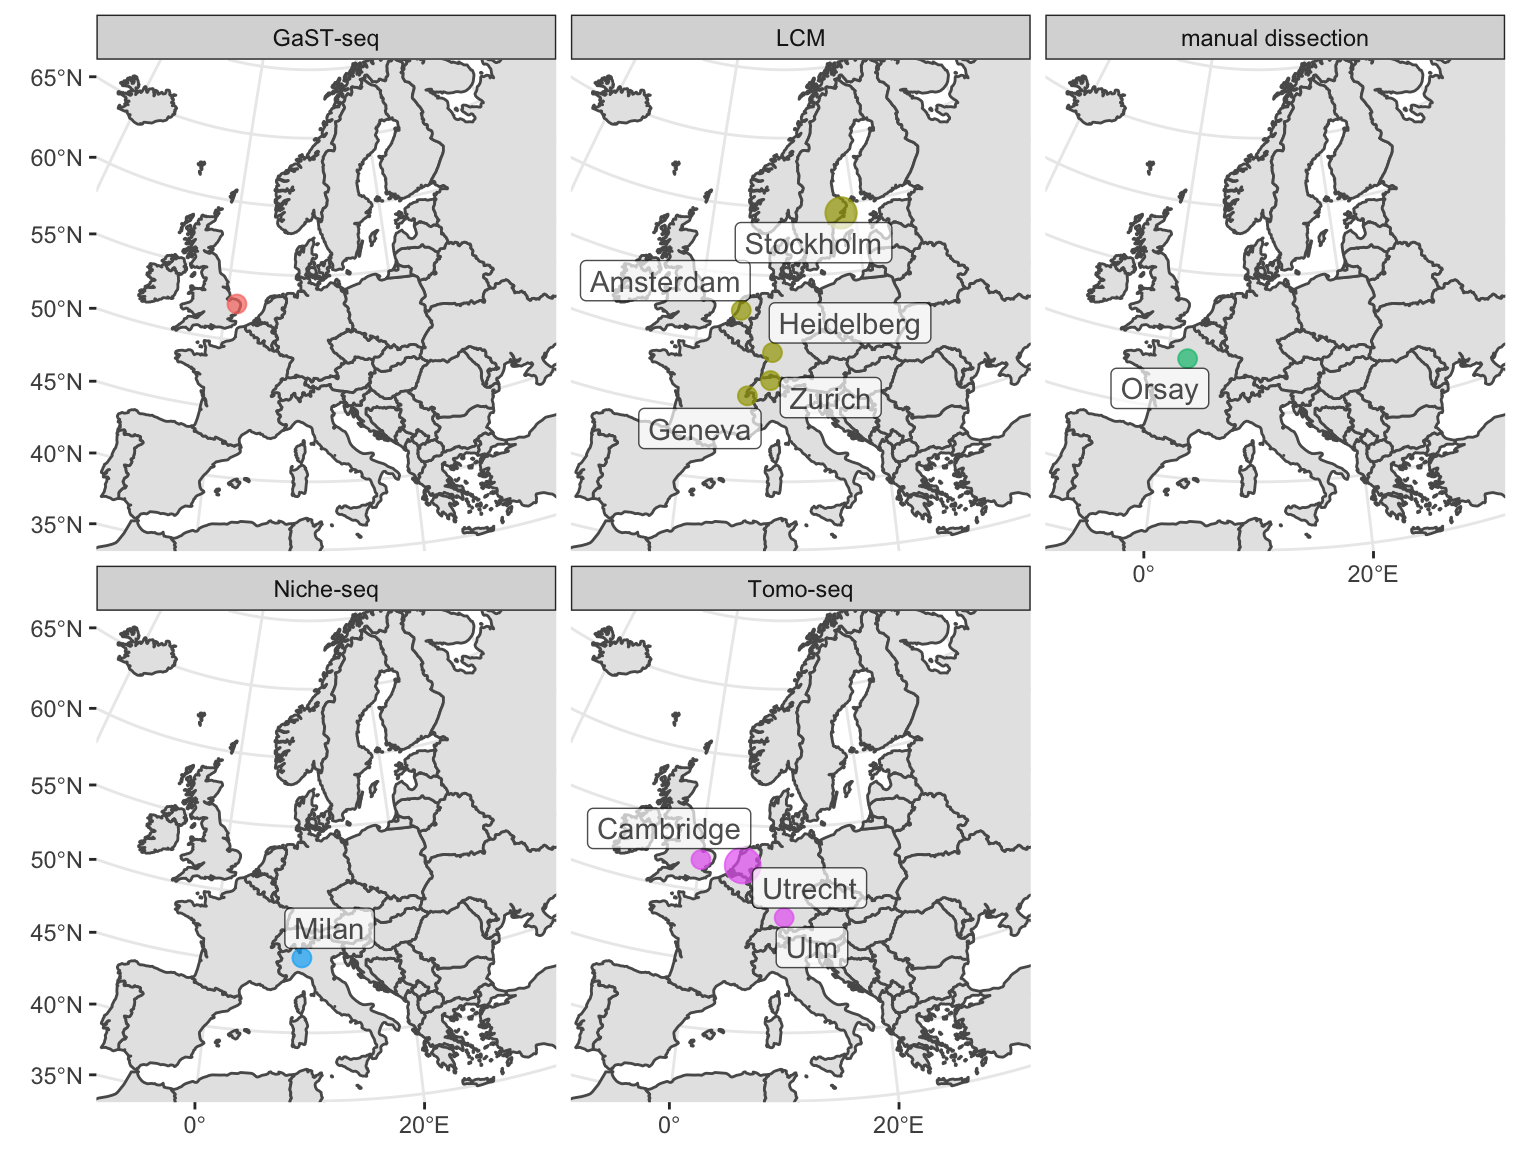 GaST-seq
LCM
manual dissection
65°N
60°N
55°N
50°N
45°N
40°N
35°N
Stockholm
Amsterdam
Heidelberg
Zurich
Geneva
Orsay
0°
20°E
Niche-seq
Tomo-seq
65°N
60°N
55°N
50°N
45°N
40°N
35°N
Milan
Cambridge
Utrecht
Ulm
0°
20°E
0°
20°E